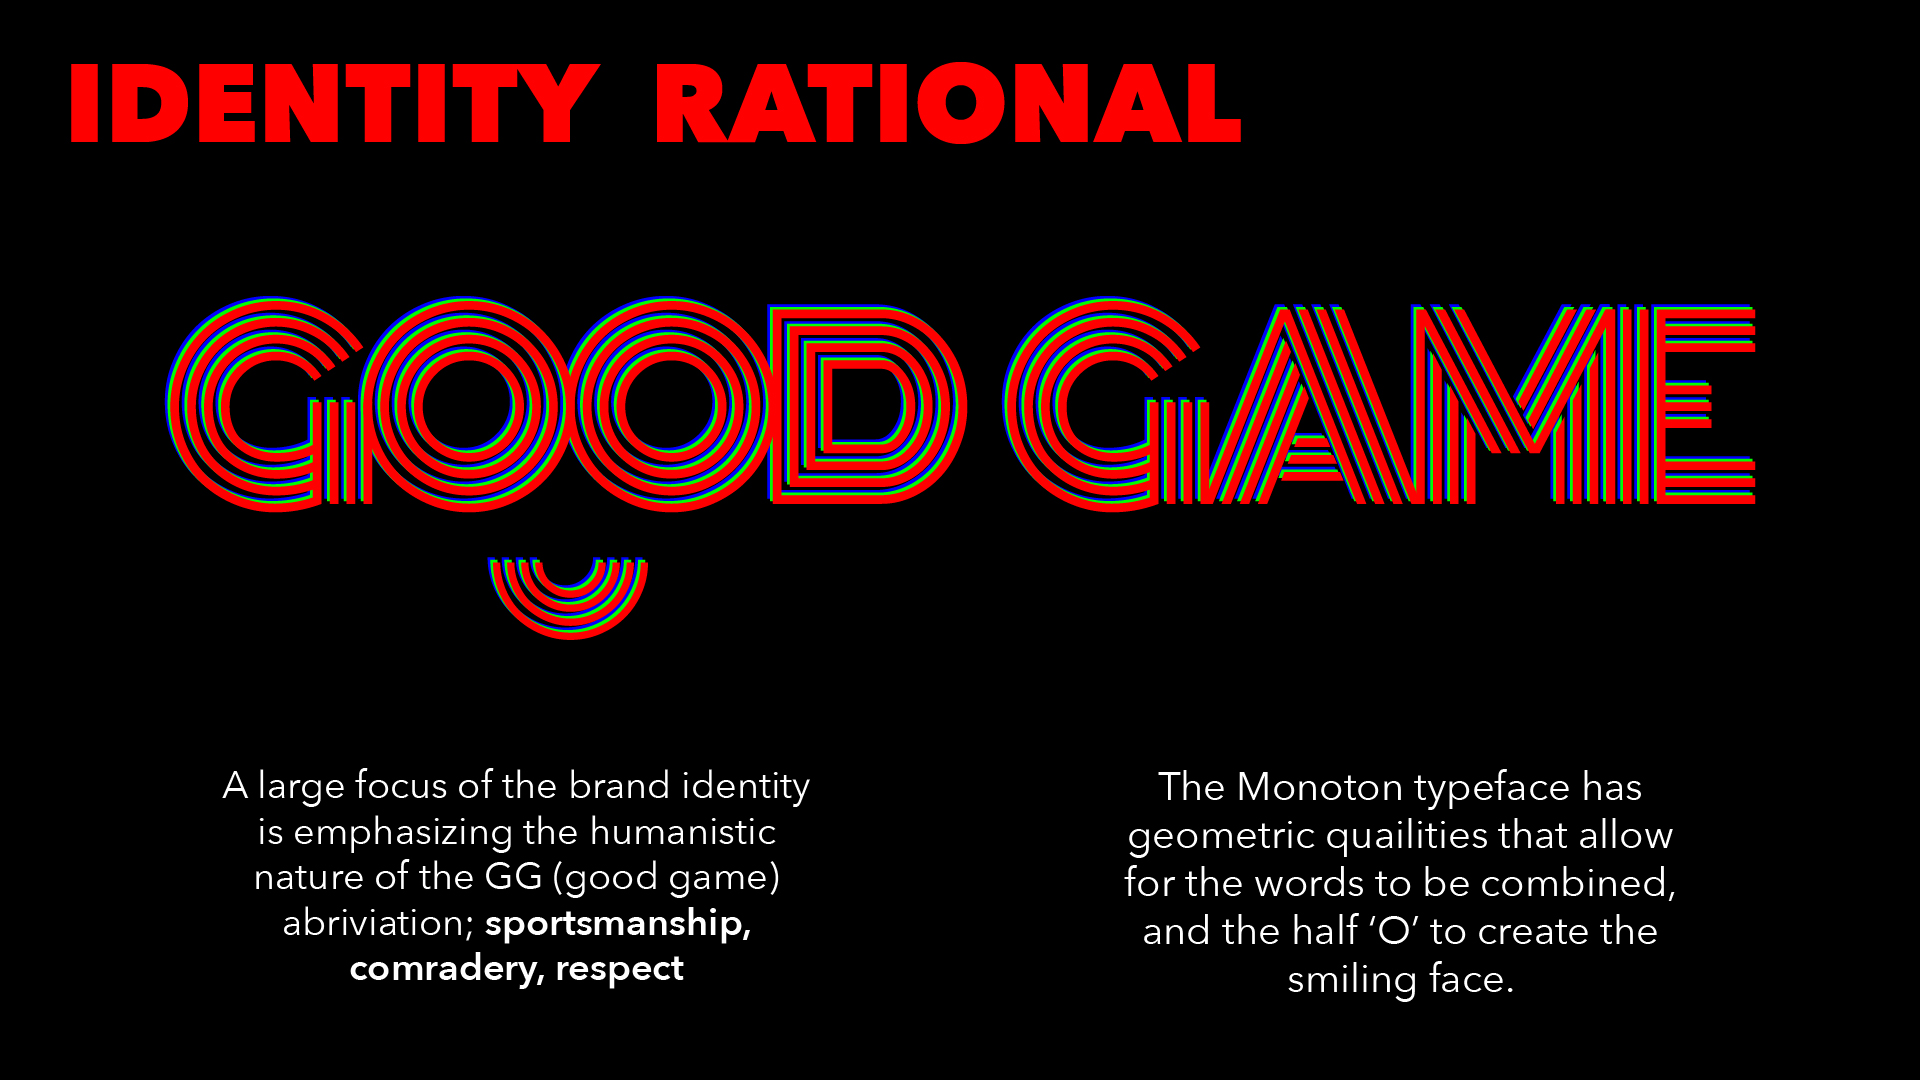 IDENTITY RATIONAL
GOOD GAME
A large focus of the brand identity
is emphasizing the humanistic
nature of the GG (good game)
abriviation; sportsmanship,
comradery, respect
The Monoton typeface has
geometric quailities that allow
for the words to be combined,
and the half ‘O’ to create the
smiling face.